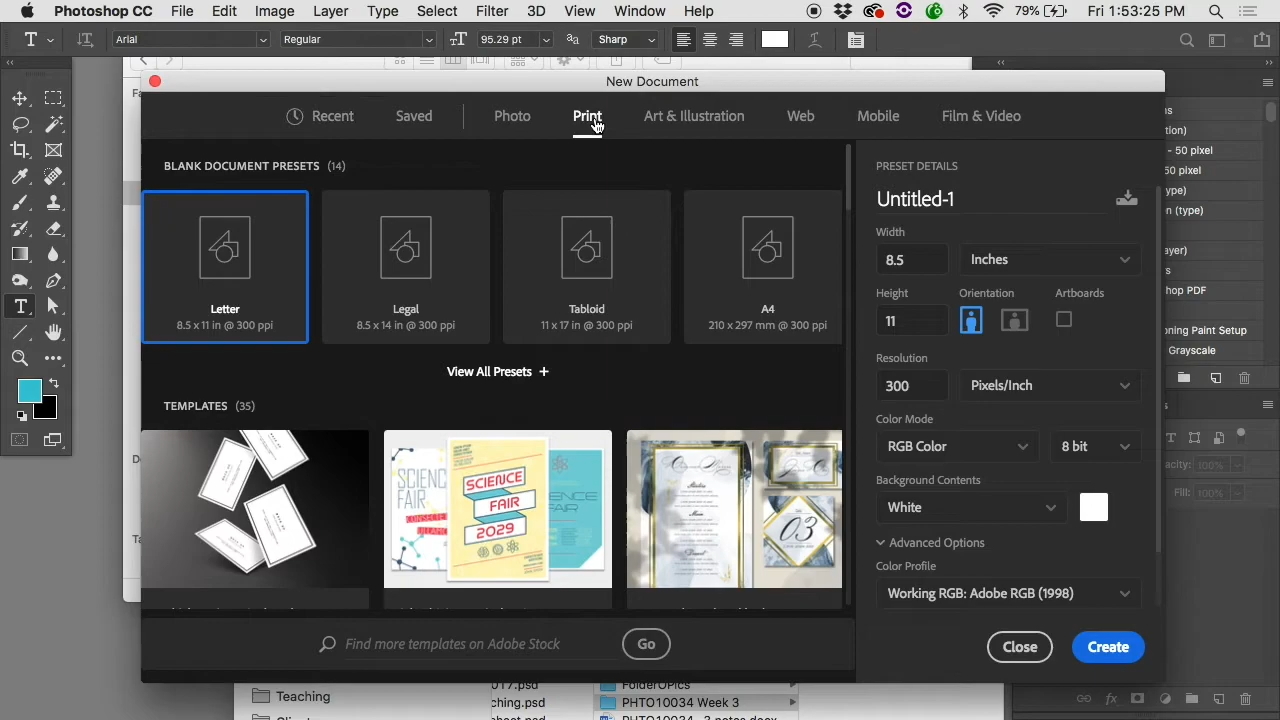 Photoshop CC File Edit Image Layer Type Select Filter 3D View Window Help 79% Fri 1:53:25 PM
Arial Regular 95.29 pt Sharp
New Document
Recent Saved Photo Print Art & Illustration Web Mobile Film & Video
BLANK DOCUMENT PRESETS (14)
Letter
8.5 x 11 in @ 300 ppi
Legal
8.5 x 14 in @ 300 ppi
Tabloid
11 x 17 in @ 300 ppi
A4
210 x 297 mm @ 300 ppi
View All Presets +
TEMPLATES (35)
SCIENCE
FAIR
SCIENCE
FAIR
2029
03
Find more templates on Adobe Stock
Go
PRESET DETAILS
Untitled-1
Width
8.5 Inches
Height Orientation Artboards
11
Resolution
300 Pixels/Inch
Color Mode
RGB Color 8 bit
Background Contents
White
Advanced Options
Color Profile
Working RGB: Adobe RGB (1998)
Close Create
- 50 pixel
50 pixel
(type)
hop PDF
oning Paint Setup
Grayscale
100%
Fill: 100%
Teaching
017.psd
ching.psd
FolderOPics
PHTO10034 Week 3